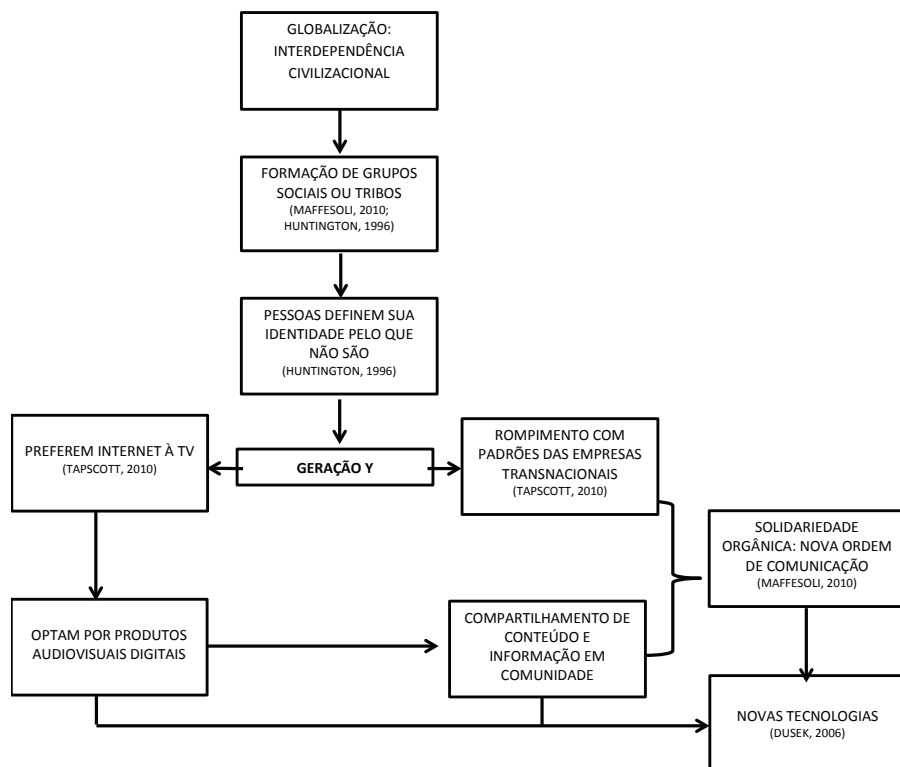 GLOBALIZAÇÃO:
INTERDEPENDÊNCIA
CIVILIZACIONAL
FORMAÇÃO DE GRUPOS
SOCIAIS OU TRIBOS
(MAFFESOLI, 2010;
HUNTINGTON, 1996)
PESSOAS DEFINEM SUA
IDENTIDADE PELO QUE
NÃO SÃO
(HUNTINGTON, 1996)
PREFEREM INTERNET À TV
(TAPSCOTT, 2010)
GERAÇÃO Y
ROMPIMENTO COM
PADRÕES DAS EMPRESAS
TRANSNACIONAIS
(TAPSCOTT, 2010)
SOLIDARIEDADE
ORGÂNICA: NOVA ORDEM
DE COMUNICAÇÃO
(MAFFESOLI, 2010)
OPTAM POR PRODUTOS
AUDIOVISUAIS DIGITAIS
COMPARTILHAMENTO DE
CONTEÚDO E
INFORMAÇÃO EM
COMUNIDADE
NOVAS TECNOLOGIAS
(DUSEK, 2006)